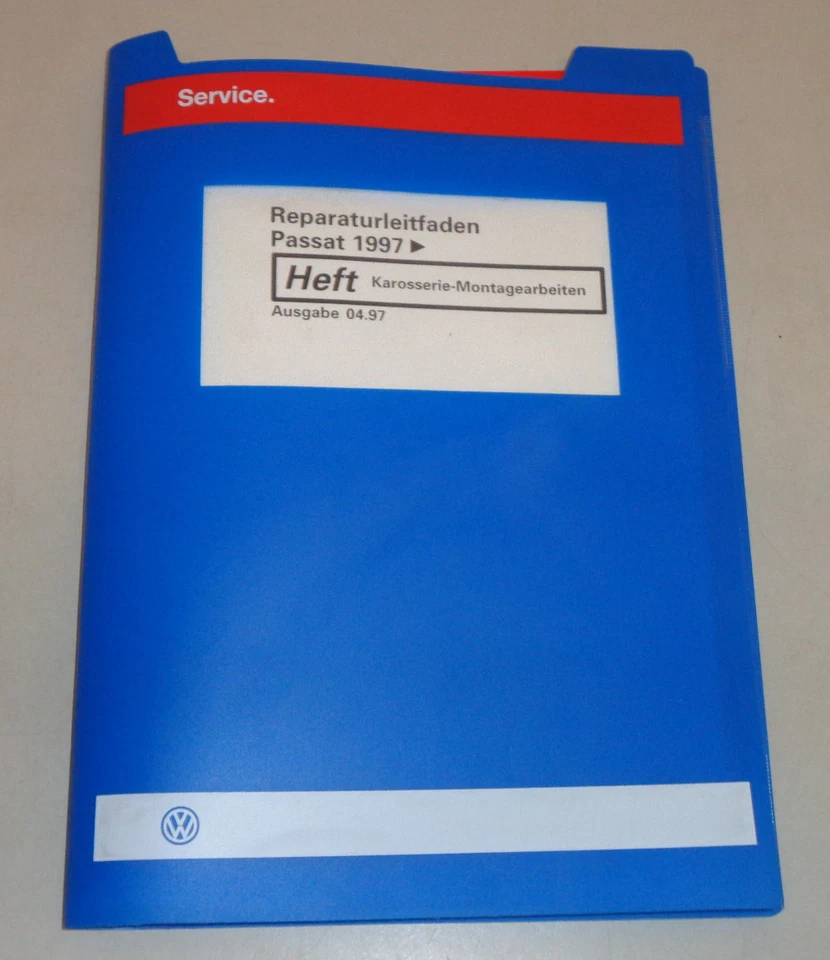 Service.
Reparaturleitfaden
Passat 1997 ▶
Heft Karosserie-Montagearbeiten
Ausgabe 04.97